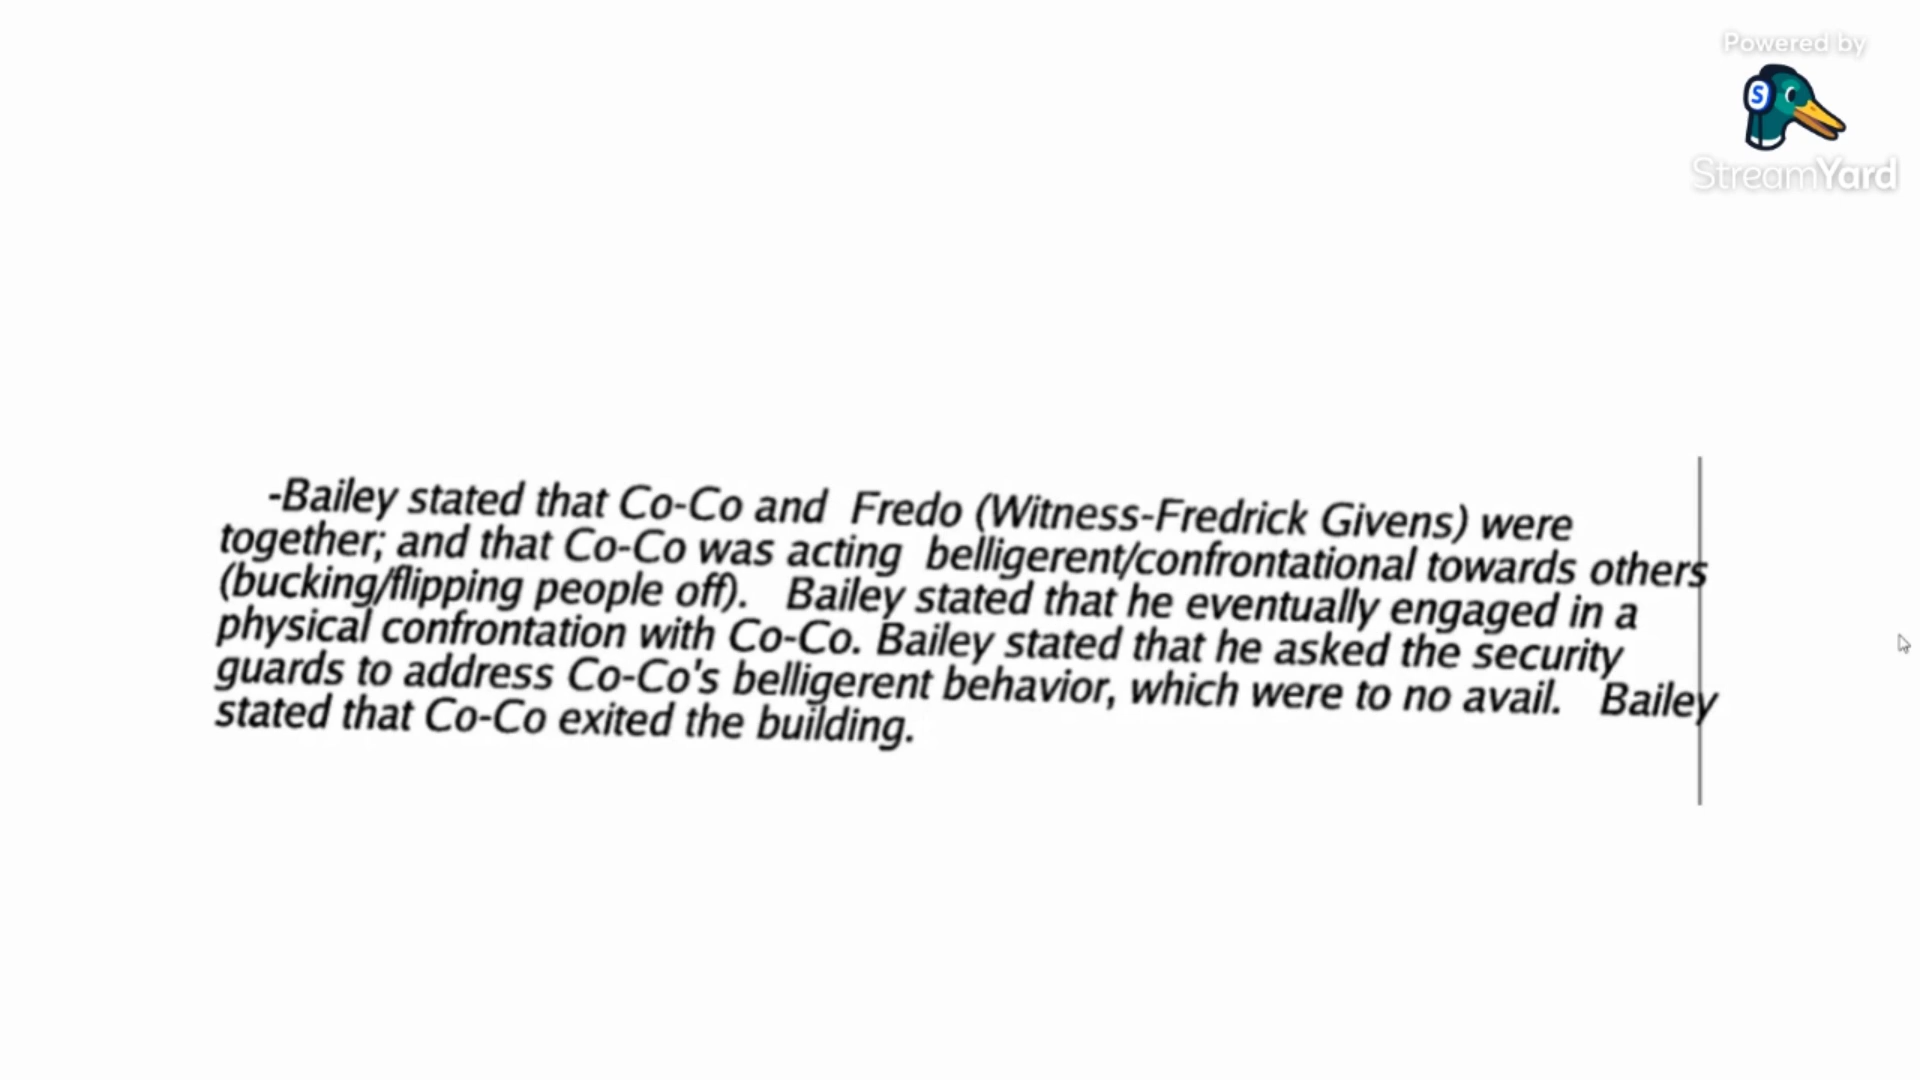 Powered by
StreamYard
-Bailey stated that Co-Co and  Fredo (Witness-Fredrick Givens) were
together; and that Co-Co was acting  belligerent/confrontational towards others
(bucking/flipping people off).   Bailey stated that he eventually engaged in a
physical confrontation with Co-Co. Bailey stated that he asked the security
guards to address Co-Co's belligerent behavior, which were to no avail.   Bailey
stated that Co-Co exited the building.